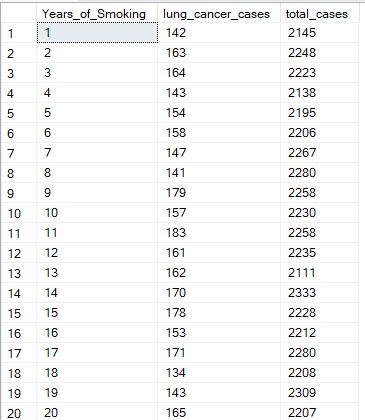 Years_of_Smoking lung_cancer_cases total_cases
1 1 142 2145
2 2 163 2248
3 3 164 2223
4 4 143 2138
5 5 154 2195
6 6 158 2206
7 7 147 2267
8 8 141 2280
9 9 179 2258
10 10 157 2230
11 11 183 2258
12 12 161 2235
13 13 162 2111
14 14 170 2333
15 15 178 2228
16 16 153 2212
17 17 171 2280
18 18 134 2208
19 19 143 2309
20 20 165 2207